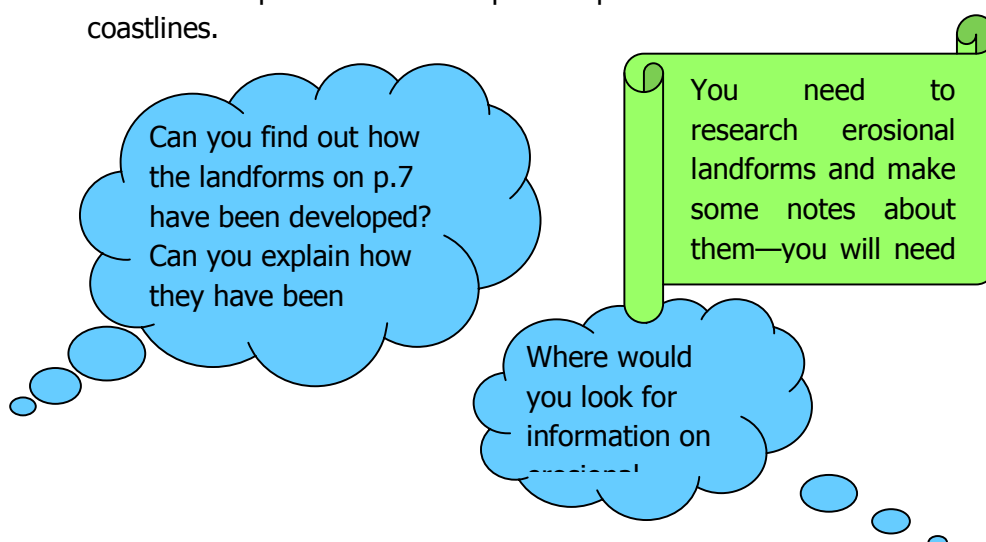 coastlines.
Can you find out how
the landforms on p.7
have been developed?
Can you explain how
they have been
You need to
research erosional
landforms and make
some notes about
them—you will need
Where would
you look for
information on